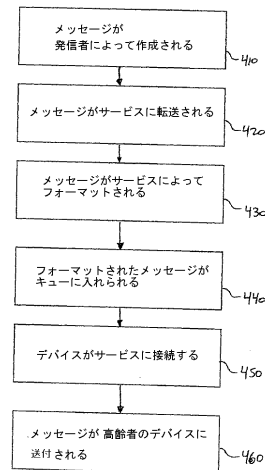 メッセージが
発信者によって作成される
410
メッセージがサービスに転送される
420
メッセージがサービスによって
フォーマットされる
430
フォーマットされたメッセージが
キューに入れられる
440
デバイスがサービスに接続する
450
メッセージが 高齢者のデバイスに
送付される
460